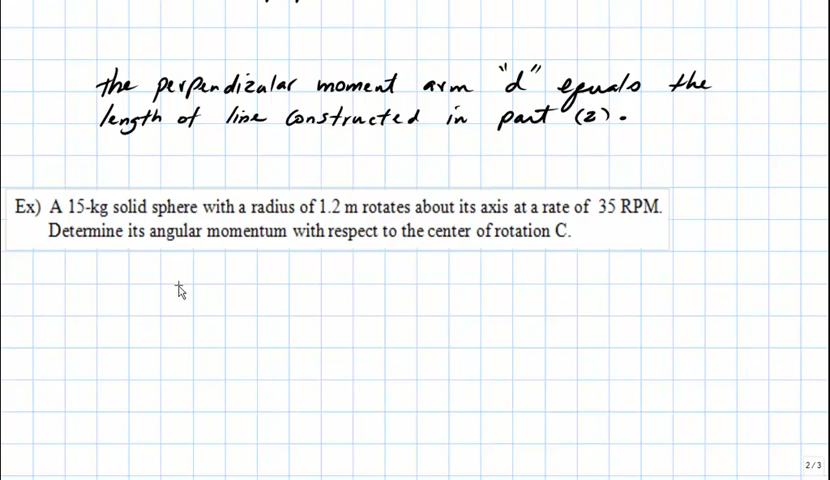 the perpendicular moment arm "d" equals the
length of line constructed in part (2).
Ex) A 15-kg solid sphere with a radius of 1.2 m rotates about its axis at a rate of 35 RPM.
Determine its angular momentum with respect to the center of rotation C.
2/3